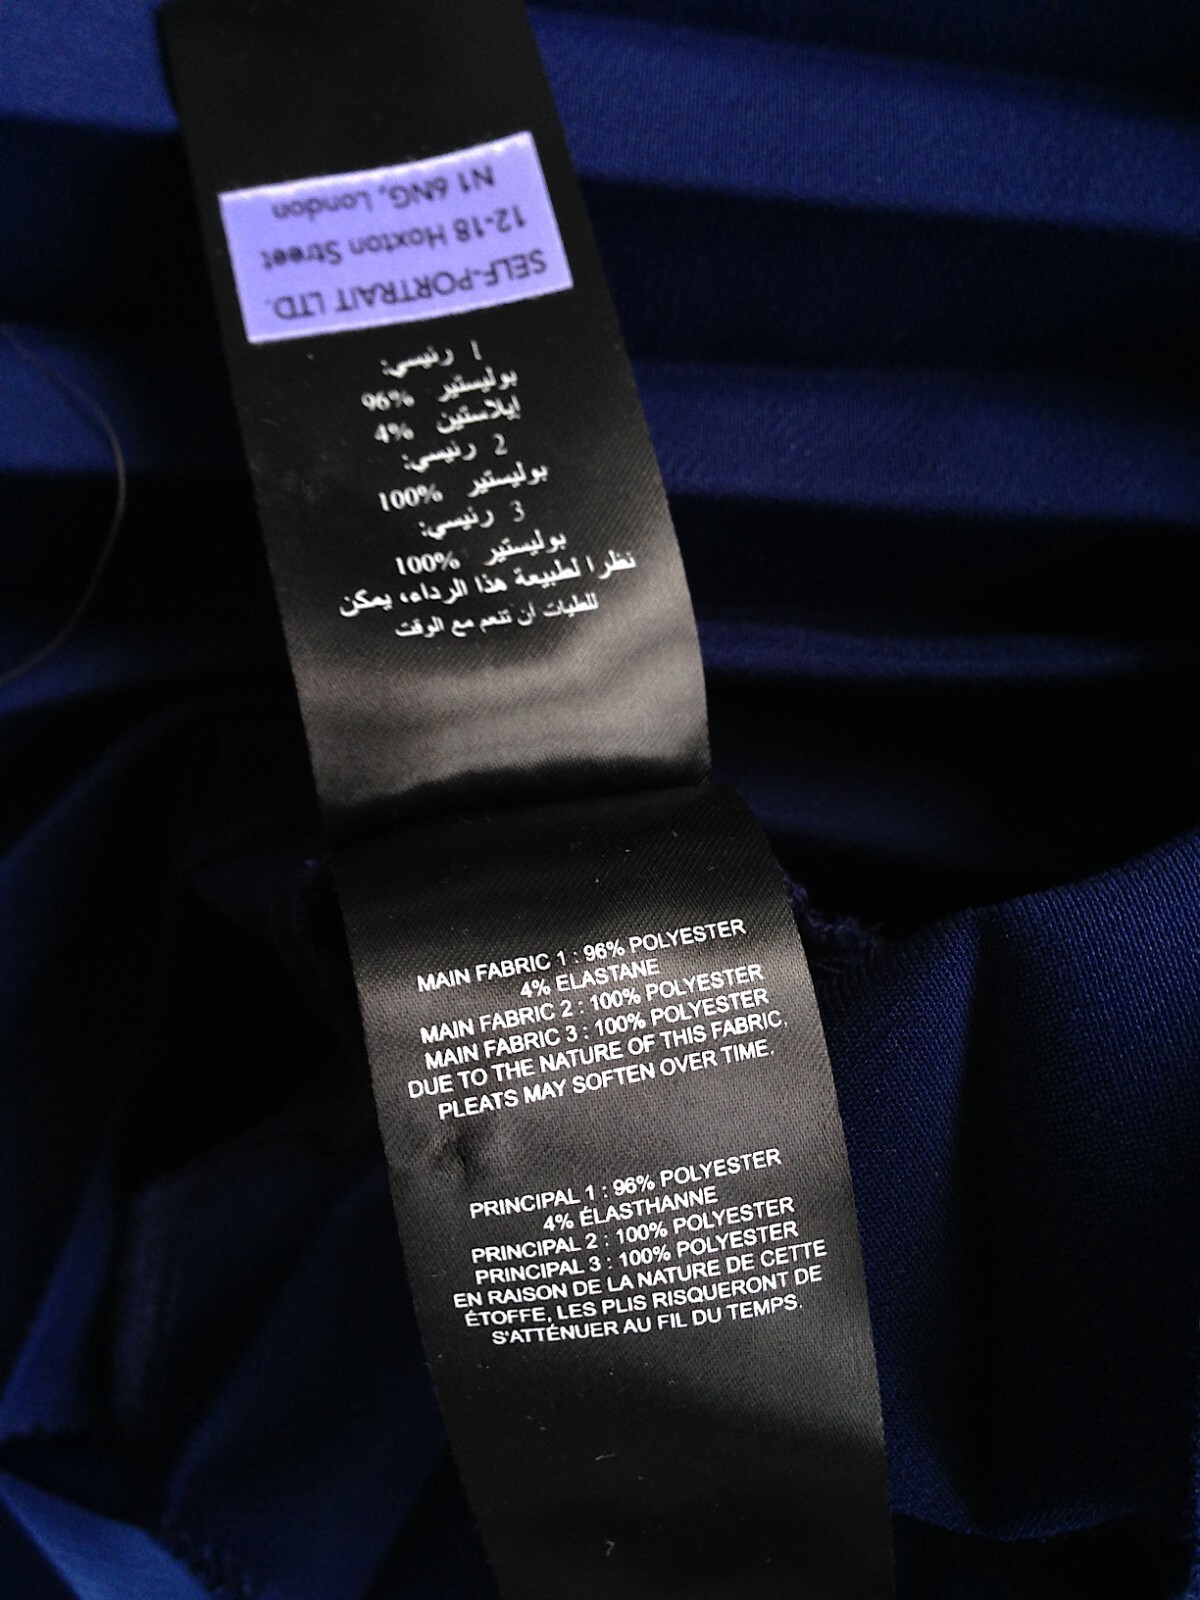 SELF-PORTRAIT LTD.
12-18 Hoxton Street
N1 6NG, London
1 رئيسي:
بوليستير 96%
إيلاستين 4%
2 رئيسي:
بوليستير 100%
3 رئيسي:
بوليستير 100%
نظرا لطبيعة هذا الرداء، يمكن
للطيات ان تنعم مع الوقت
MAIN FABRIC 1 : 96% POLYESTER
4% ELASTANE
MAIN FABRIC 2 : 100% POLYESTER
MAIN FABRIC 3 : 100% POLYESTER
DUE TO THE NATURE OF THIS FABRIC,
PLEATS MAY SOFTEN OVER TIME.
PRINCIPAL 1 : 96% POLYESTER
4% ÉLASTHANNE
PRINCIPAL 2 : 100% POLYESTER
PRINCIPAL 3 : 100% POLYESTER
EN RAISON DE LA NATURE DE CETTE
ÉTOFFE, LES PLIS RISQUERONT DE
S'ATTÉNUER AU FIL DU TEMPS.